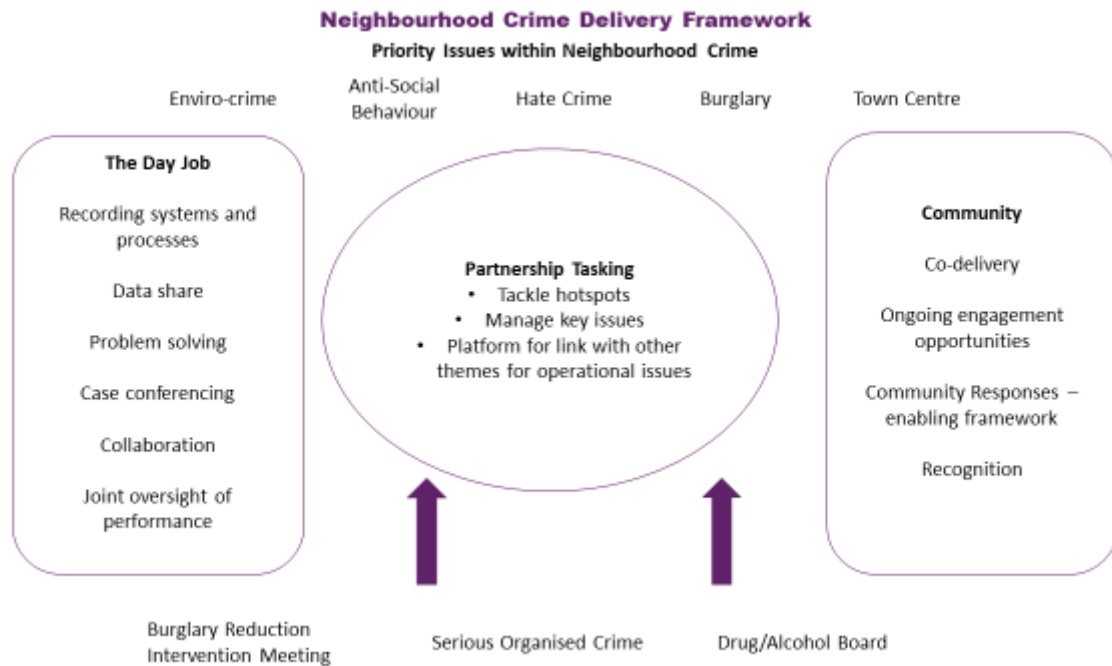 Neighbourhood Crime Delivery Framework
Priority Issues within Neighbourhood Crime
Enviro-crime
Anti-Social
Behaviour
Hate Crime
Burglary
Town Centre
The Day Job
Recording systems and
processes
Data share
Problem solving
Case conferencing
Collaboration
Joint oversight of
performance
Partnership Tasking
• Tackle hotspots
• Manage key issues
• Platform for link with other
themes for operational issues
Community
Co-delivery
Ongoing engagement
opportunities
Community Responses –
enabling framework
Recognition
Burglary Reduction
Intervention Meeting
Serious Organised Crime
Drug/Alcohol Board